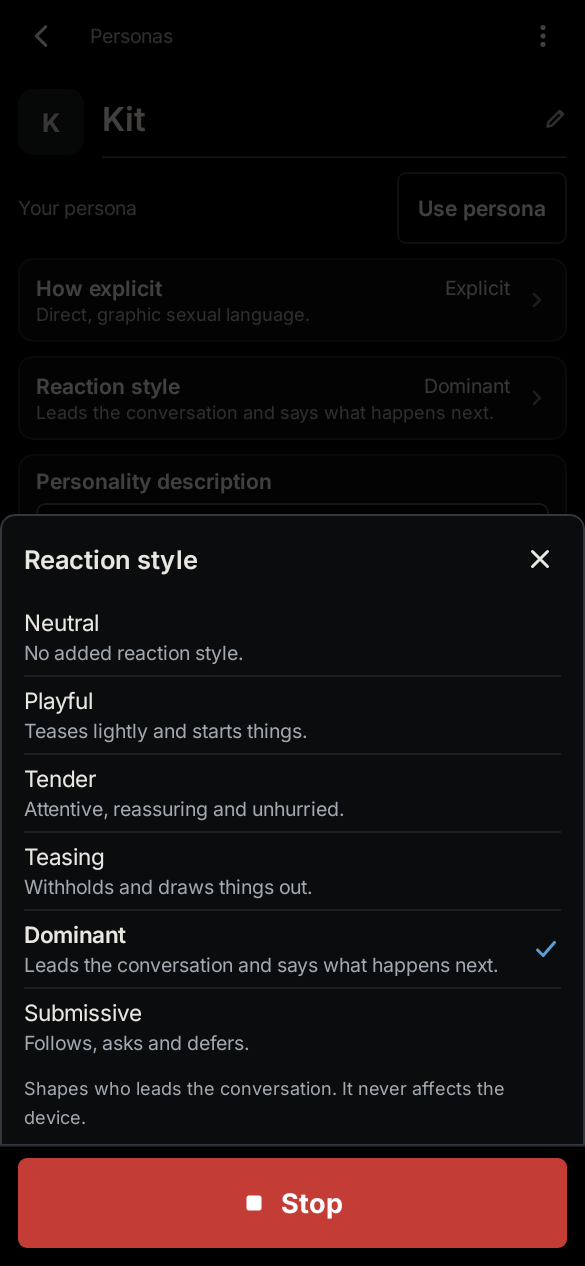 Personas
K
Kit
Your persona
Use persona
How explicit
Explicit
Direct, graphic sexual language.
Reaction style
Dominant
Leads the conversation and says what happens next.
Personality description
Reaction style
Neutral
No added reaction style.
Playful
Teases lightly and starts things.
Tender
Attentive, reassuring and unhurried.
Teasing
Withholds and draws things out.
Dominant
Leads the conversation and says what happens next.
Submissive
Follows, asks and defers.
Shapes who leads the conversation. It never affects the
device.
Stop